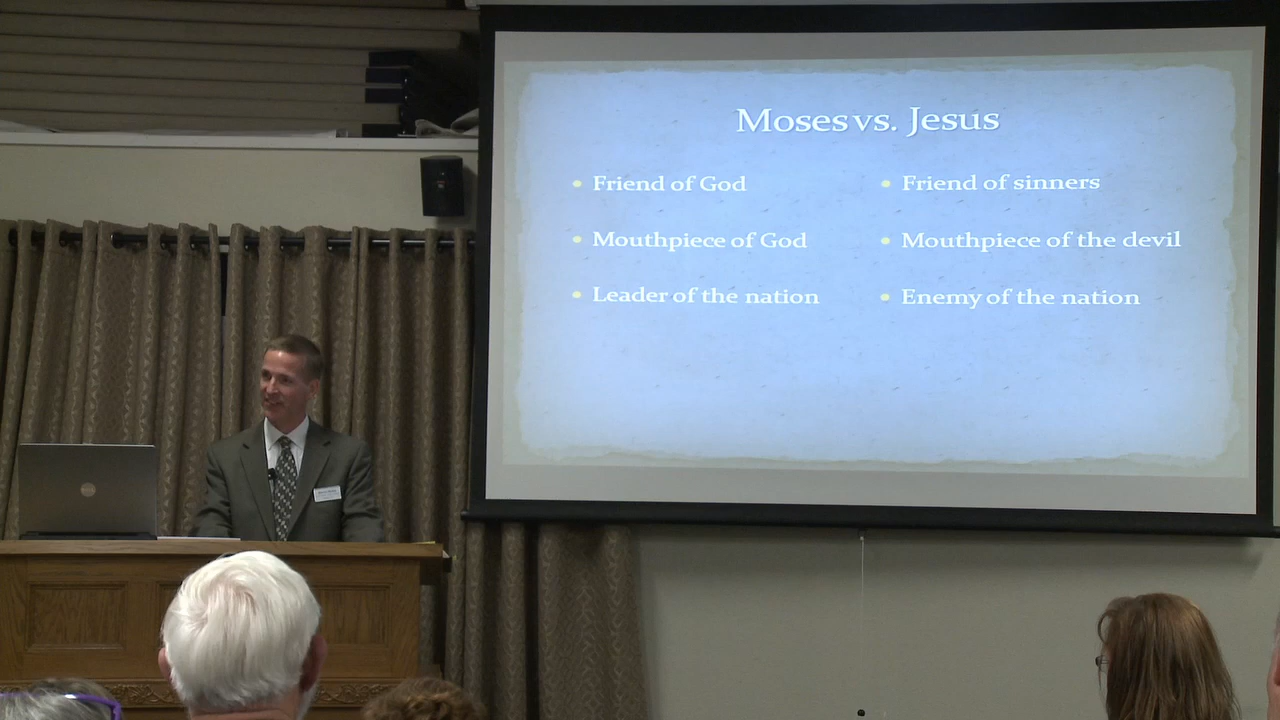 Moses vs. Jesus
Friend of God
Mouthpiece of God
Leader of the nation
Friend of sinners
Mouthpiece of the devil
Enemy of the nation